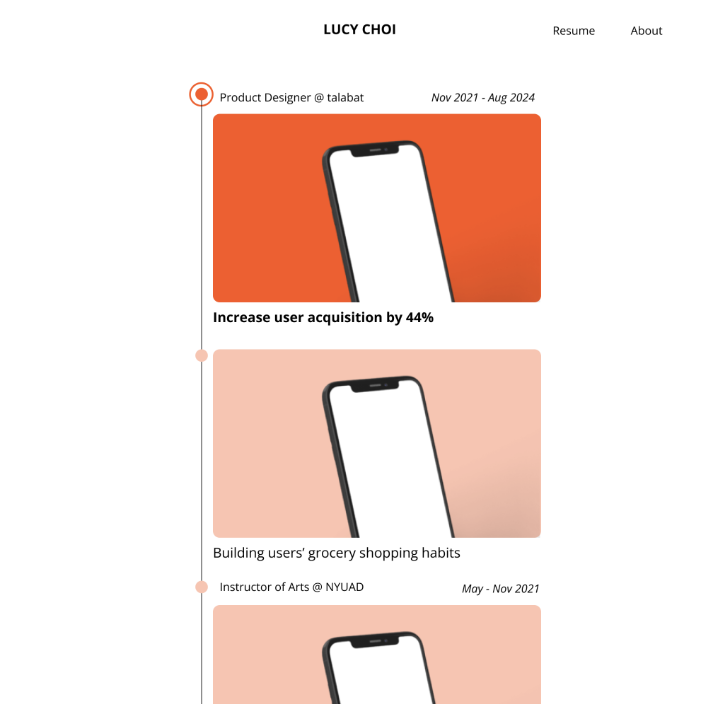 LUCY CHOI
Resume
About
Product Designer @ talabat
Nov 2021 - Aug 2024
Increase user acquisition by 44%
Building users’ grocery shopping habits
Instructor of Arts @ NYUAD
May - Nov 2021